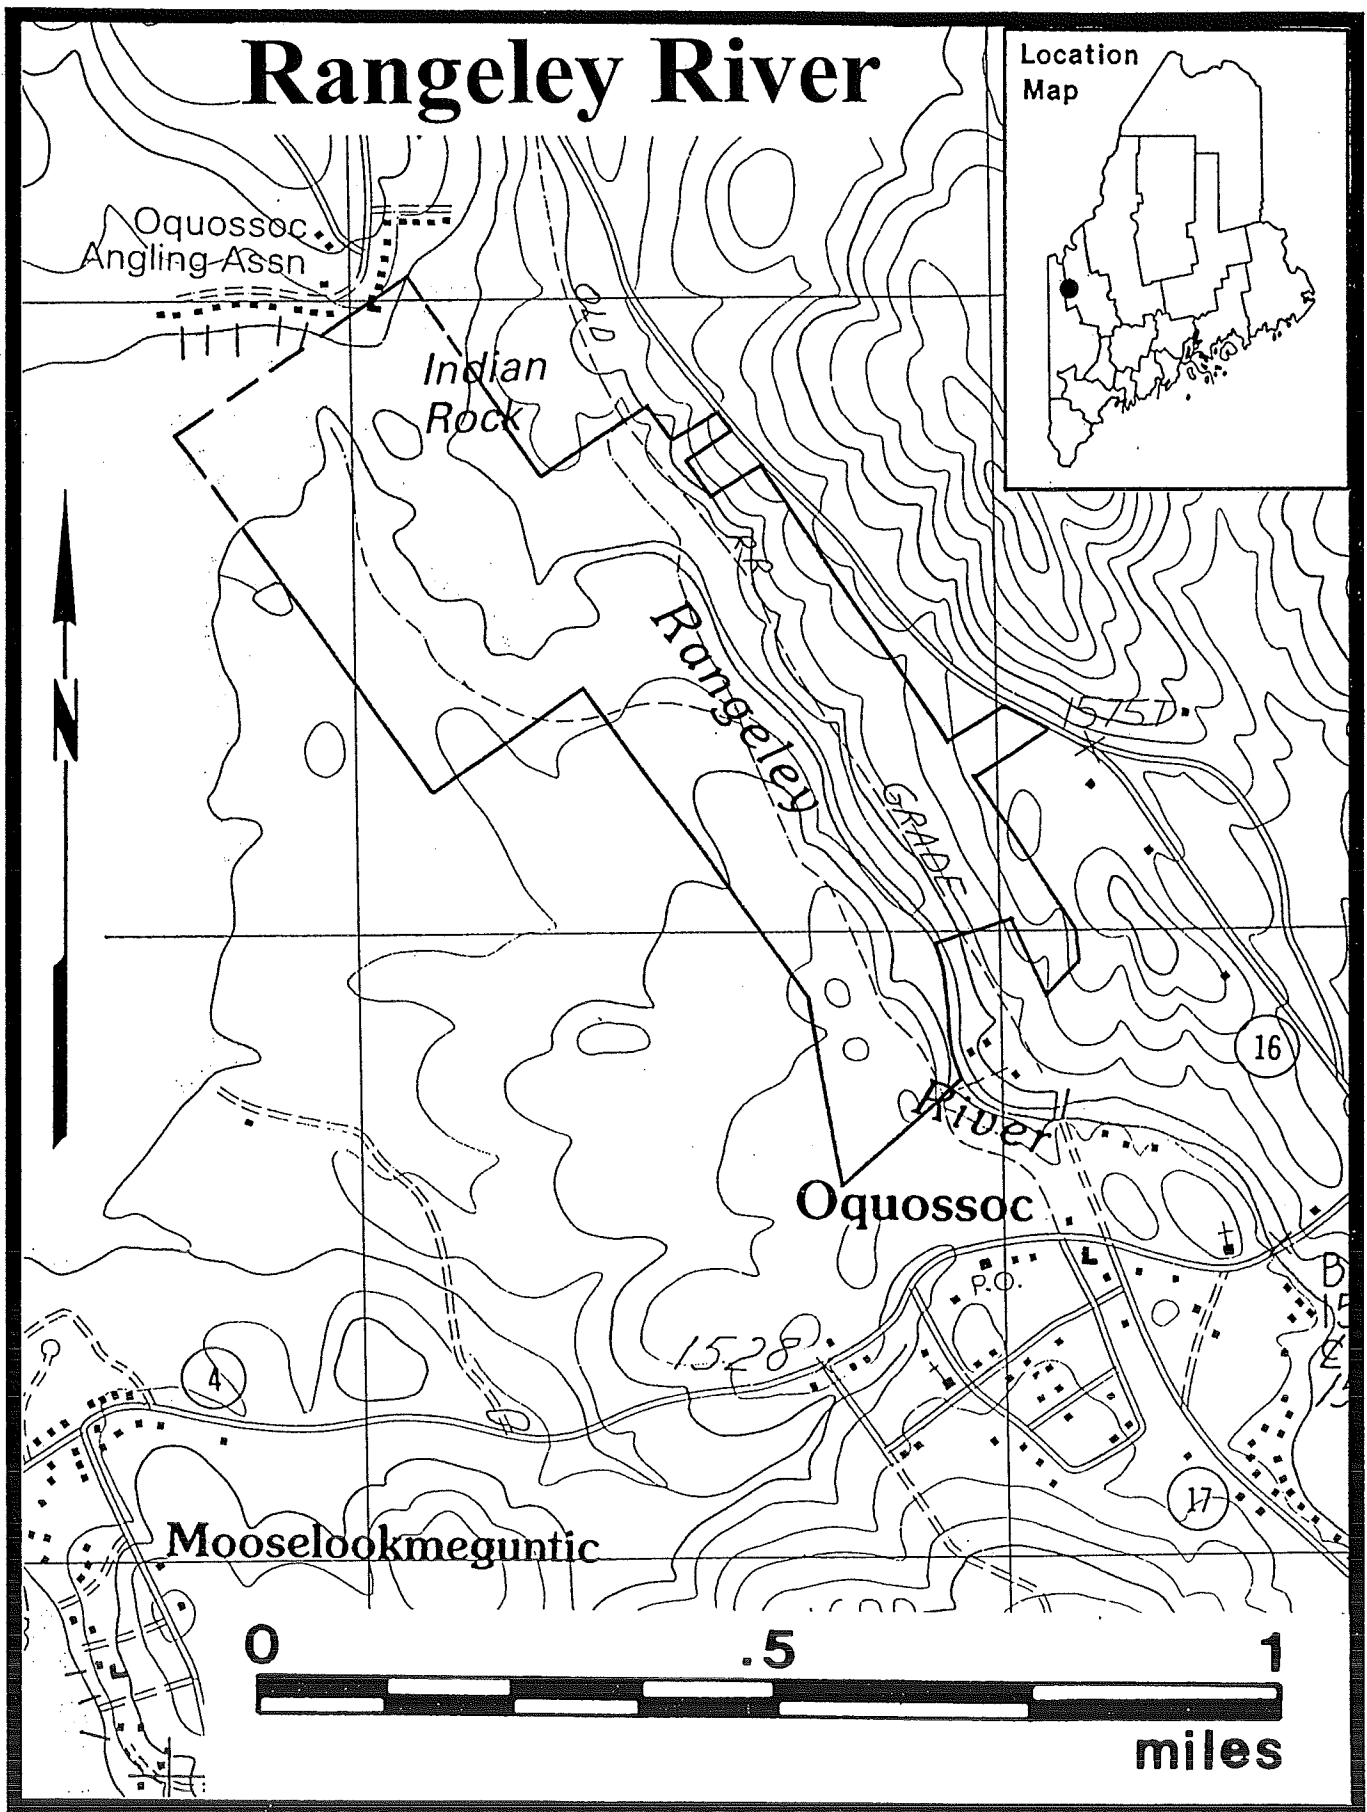 Rangeley River
Location
Map
Oquossoc
Angling Assn
OLD
Indian
Rock
RR
Rangeley
N
1575T
GRADE
16
River
Oquossoc
P.O.
B
15
1528
4
17
Mooselookmeguntic
0 .5 1
miles